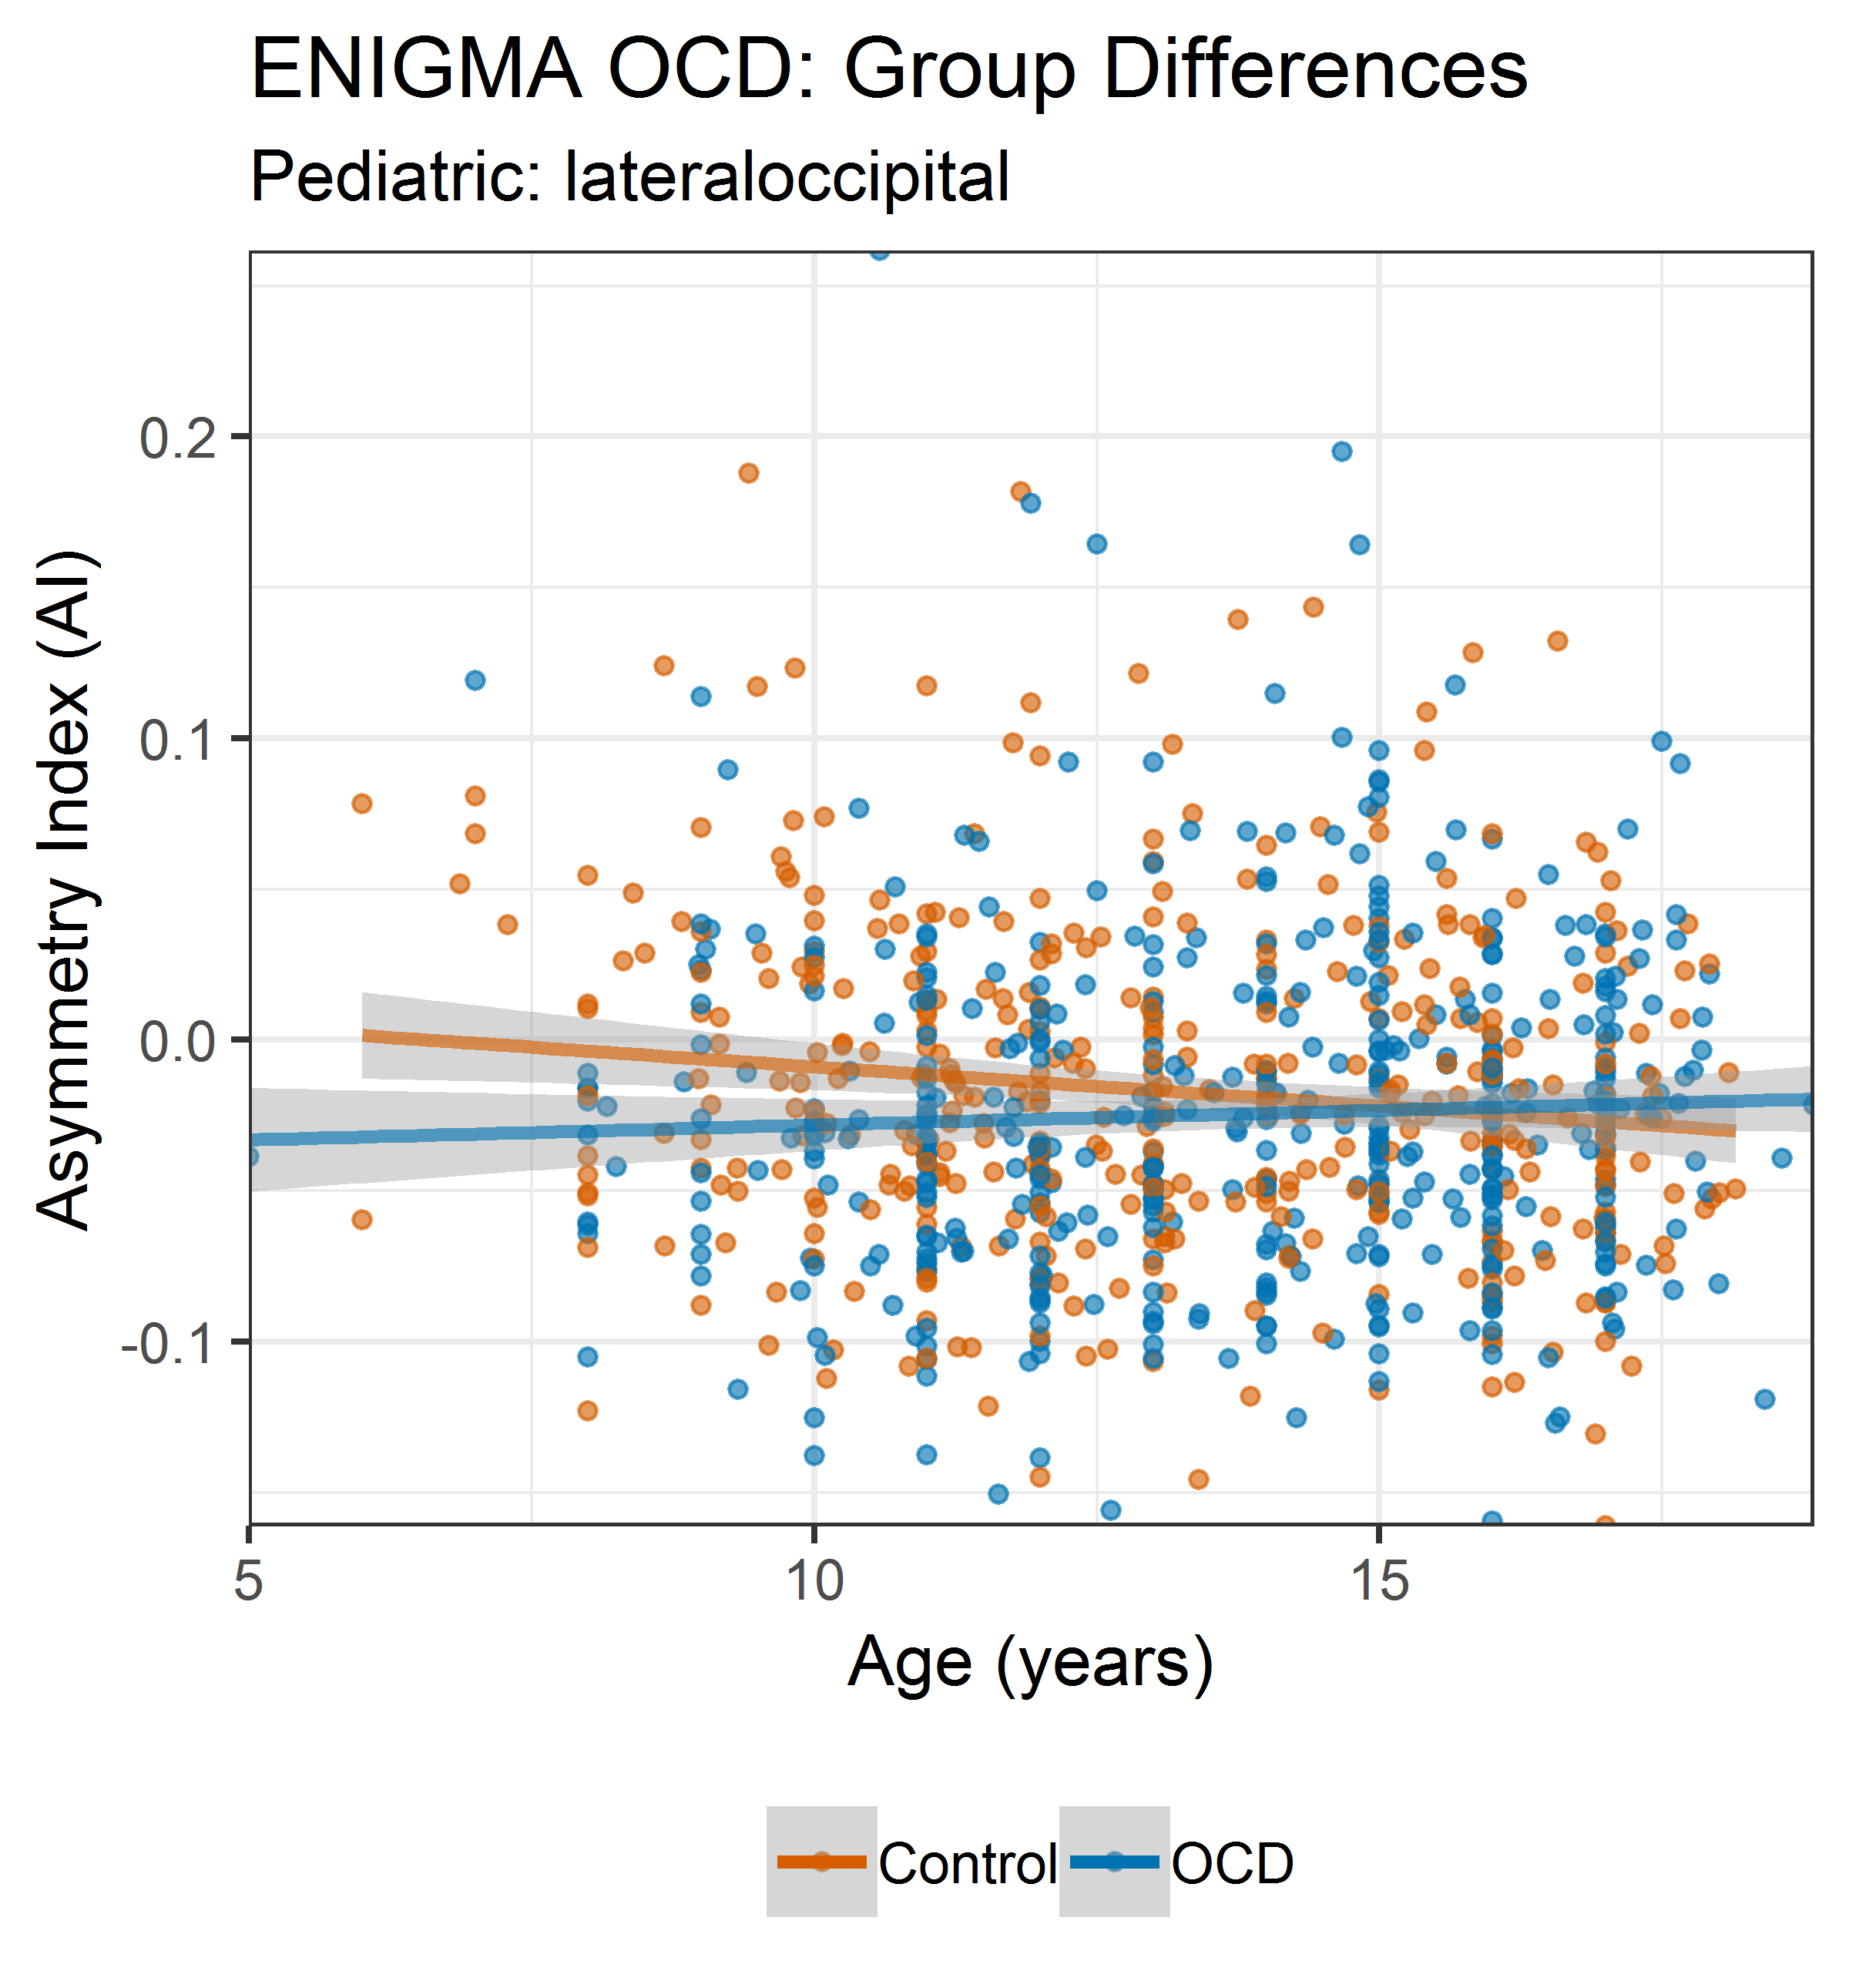 ENIGMA OCD: Group Differences
Pediatric: lateraloccipital
Asymmetry Index (AI)
0.2
0.1
0.0
-0.1
5 10 15
Age (years)
Control OCD